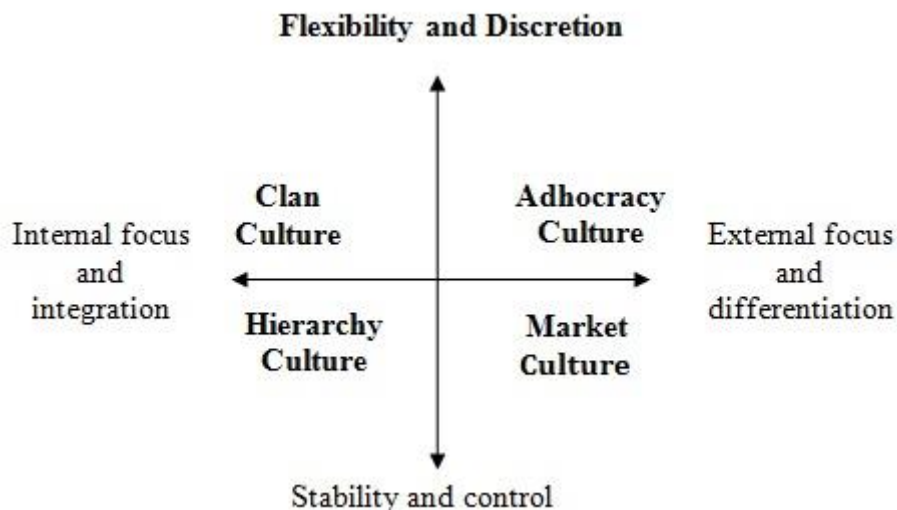 Flexibility and Discretion
Clan
Culture
Adhocracy
Culture
Internal focus
and
integration
External focus
and
differentiation
Hierarchy
Culture
Market
Culture
Stability and control